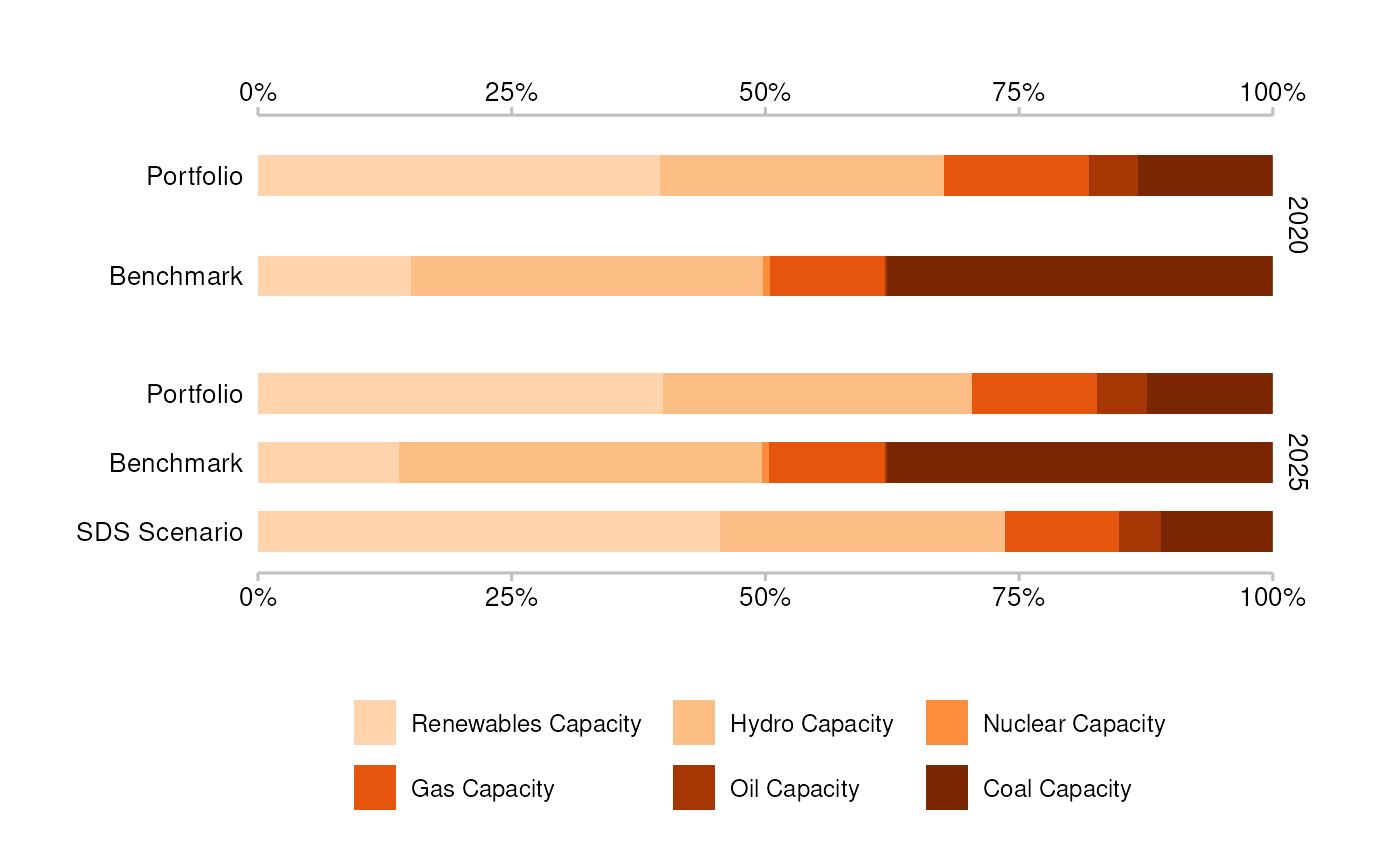 0% 25% 50% 75% 100%
Portfolio
2020
Benchmark
Portfolio
Benchmark
2025
SDS Scenario
0% 25% 50% 75% 100%
Renewables Capacity Hydro Capacity Nuclear Capacity
Gas Capacity Oil Capacity Coal Capacity